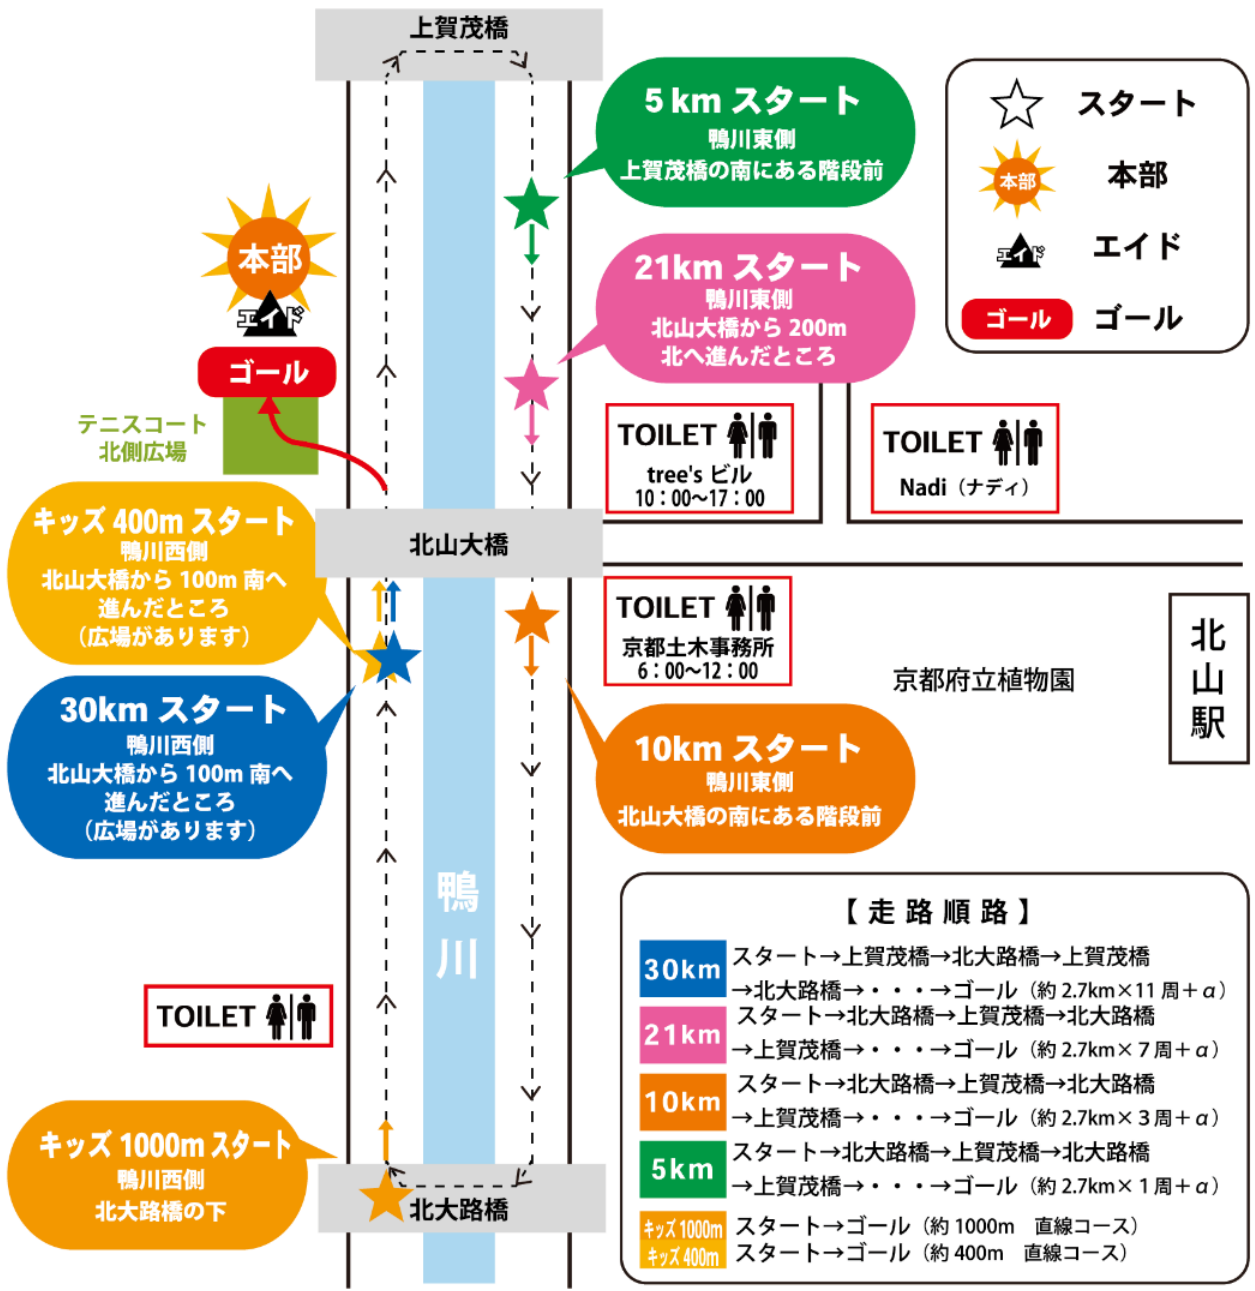 上賀茂橋
5km スタート
鴨川東側
上賀茂橋の南にある階段前
スタート
本部
本部
エイド
エイド
ゴール
ゴール
本部
エイド
ゴール
テニスコート
北側広場
21km スタート
鴨川東側
北山大橋から 200m
北へ進んだところ
TOILET
tree's ビル
10：00〜17：00
TOILET
Nadi（ナディ）
キッズ 400m スタート
鴨川西側
北山大橋から 100m 南へ
進んだところ
（広場があります）
北山大橋
TOILET
京都土木事務所
6：00〜12：00
京都府立植物園
北山駅
30km スタート
鴨川西側
北山大橋から 100m 南へ
進んだところ
（広場があります）
10km スタート
鴨川東側
北山大橋の南にある階段前
鴨川
TOILET
キッズ 1000m スタート
鴨川西側
北大路橋の下
北大路橋
【走路順路】
30km スタート→上賀茂橋→北大路橋→上賀茂橋
→北大路橋→・・・→ゴール（約 2.7km×11 周＋α）
21km スタート→北大路橋→上賀茂橋→北大路橋
→上賀茂橋→・・・→ゴール（約 2.7km×7 周＋α）
10km スタート→北大路橋→上賀茂橋→北大路橋
→上賀茂橋→・・・→ゴール（約 2.7km×3 周＋α）
5km スタート→北大路橋→上賀茂橋→北大路橋
→上賀茂橋→・・・→ゴール（約 2.7km×1 周＋α）
キッズ 1000m スタート→ゴール（約 1000m　直線コース）
キッズ 400m スタート→ゴール（約 400m　直線コース）